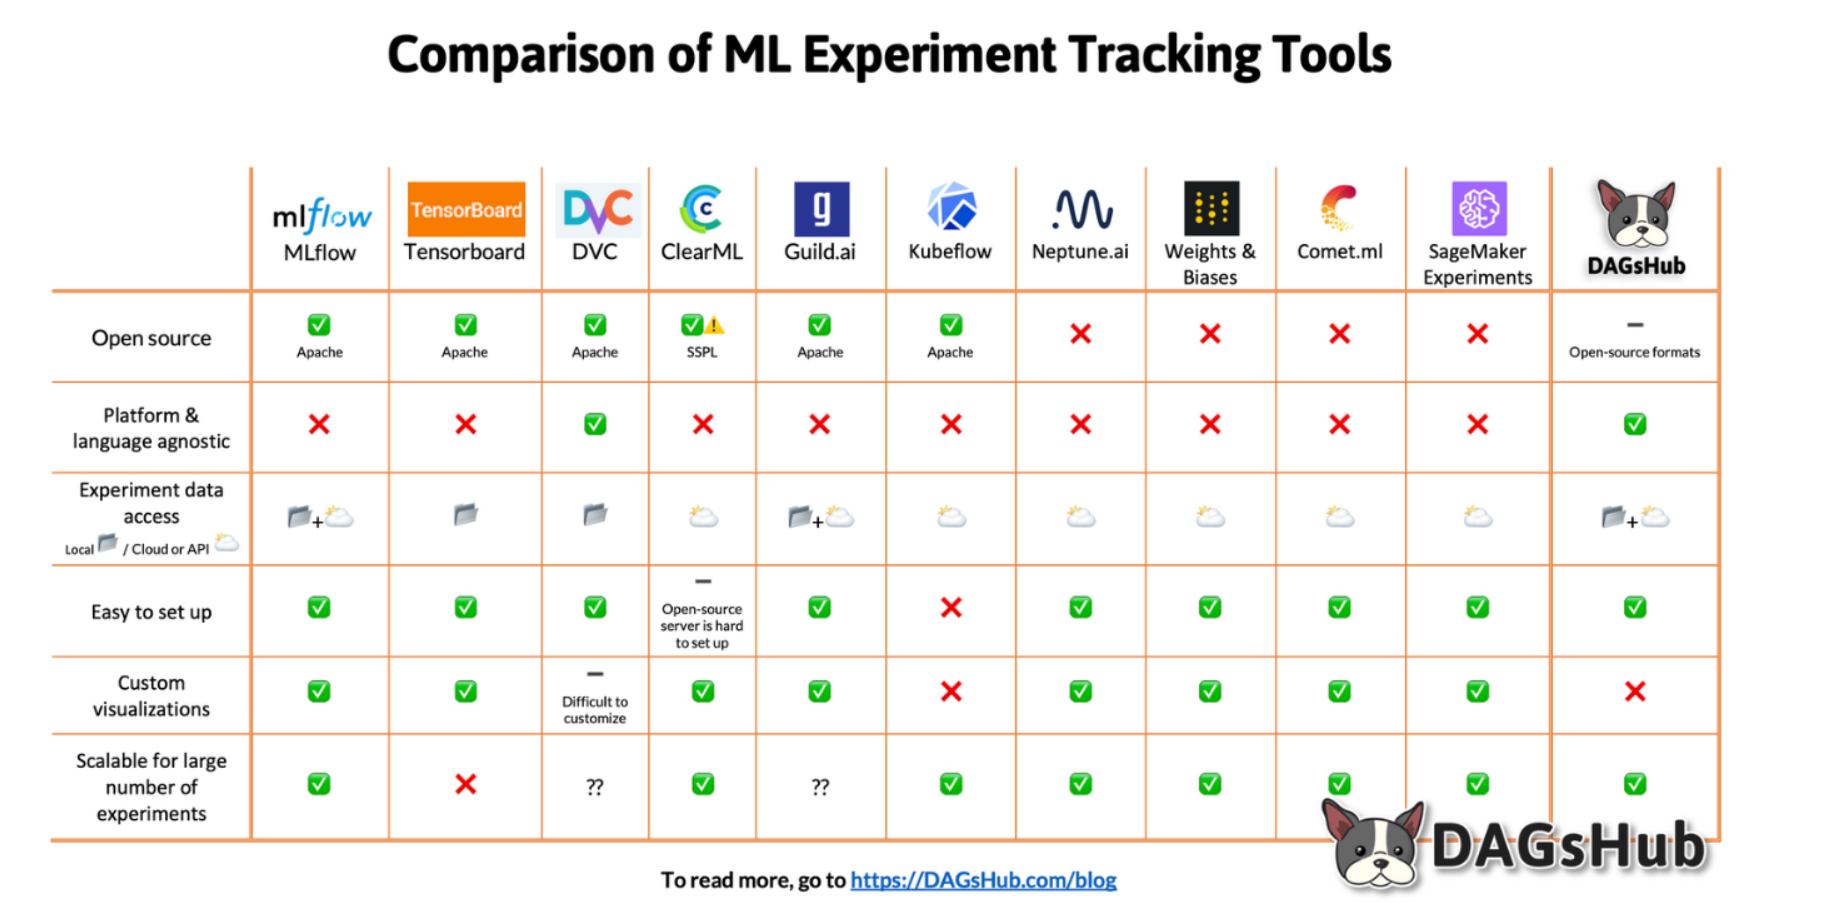 Comparison of ML Experiment Tracking Tools
mlflow
TensorBoard
DVC
c
g
MLflow
Tensorboard
DVC
ClearML
Guild.ai
Kubeflow
Neptune.ai
Weights &
Biases
Comet.ml
SageMaker
Experiments
DAGsHub
Open source
Apache
Apache
Apache
SSPL
Apache
Apache
Open-source formats
Platform &
language agnostic
Experiment data
access
Local / Cloud or API
+
+
+
Easy to set up
Open-source
server is hard
to set up
Custom
visualizations
Difficult to
customize
Scalable for large
number of
experiments
??
??
DAGsHub
To read more, go to https://DAGsHub.com/blog